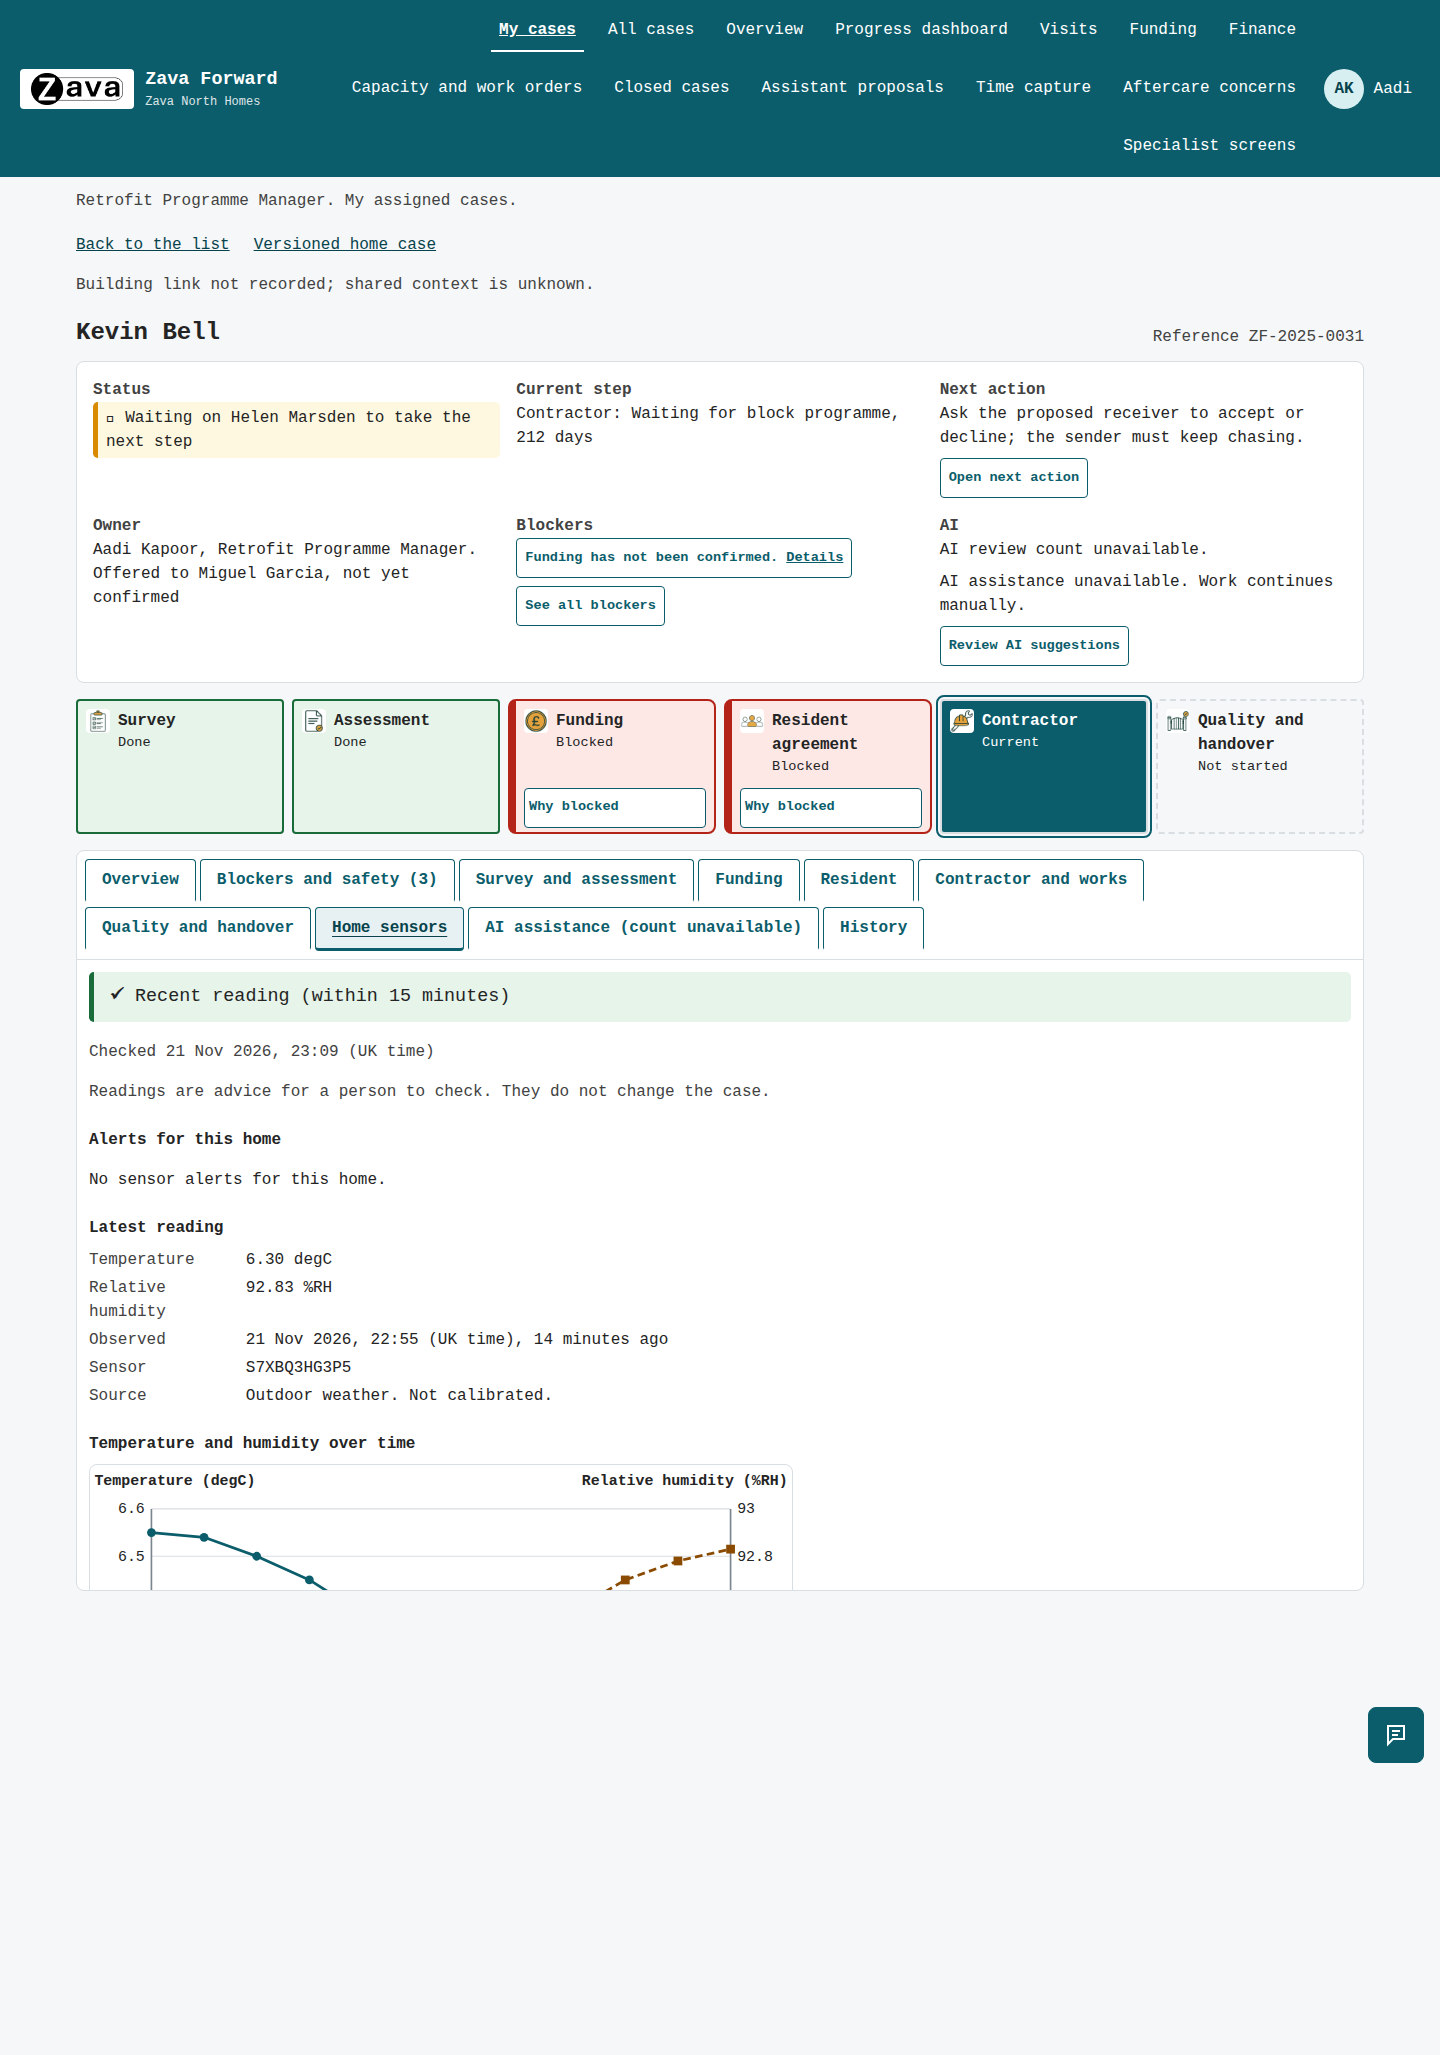 My cases
All cases
Overview
Progress dashboard
Visits
Funding
Finance
Zava
Zava Forward
Zava North Homes
Capacity and work orders
Closed cases
Assistant proposals
Time capture
Aftercare concerns
AK
Aadi
Specialist screens
Retrofit Programme Manager. My assigned cases.
Back to the list
Versioned home case
Building link not recorded; shared context is unknown.
Kevin Bell
Reference ZF-2025-0031
Status
Waiting on Helen Marsden to take the
next step
Current step
Contractor: Waiting for block programme,
212 days
Next action
Ask the proposed receiver to accept or
decline; the sender must keep chasing.
Open next action
Owner
Aadi Kapoor, Retrofit Programme Manager.
Offered to Miguel Garcia, not yet
confirmed
Blockers
Funding has not been confirmed. Details
See all blockers
AI
AI review count unavailable.
AI assistance unavailable. Work continues
manually.
Review AI suggestions
Survey
Done
Assessment
Done
Funding
Blocked
Why blocked
Resident
agreement
Blocked
Why blocked
Contractor
Current
Quality and
handover
Not started
Overview
Blockers and safety (3)
Survey and assessment
Funding
Resident
Contractor and works
Quality and handover
Home sensors
AI assistance (count unavailable)
History
✓ Recent reading (within 15 minutes)
Checked 21 Nov 2026, 23:09 (UK time)
Readings are advice for a person to check. They do not change the case.
Alerts for this home
No sensor alerts for this home.
Latest reading
Temperature 6.30 degC
Relative humidity 92.83 %RH
Observed 21 Nov 2026, 22:55 (UK time), 14 minutes ago
Sensor S7XBQ3HG3P5
Source Outdoor weather. Not calibrated.
Temperature and humidity over time
Temperature (degC)
Relative humidity (%RH)
6.6
93
6.5
92.8